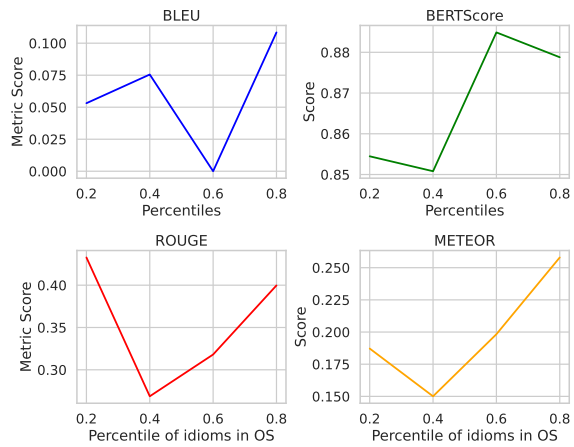 BLEU
BERTScore
Metric Score
0.100
0.075
0.050
0.025
0.000
0.2 0.4 0.6 0.8
Percentiles
Score
0.88
0.87
0.86
0.85
0.2 0.4 0.6 0.8
Percentiles
ROUGE
METEOR
Metric Score
0.40
0.35
0.30
0.2 0.4 0.6 0.8
Percentile of idioms in OS
Score
0.250
0.225
0.200
0.175
0.150
0.2 0.4 0.6 0.8
Percentile of idioms in OS